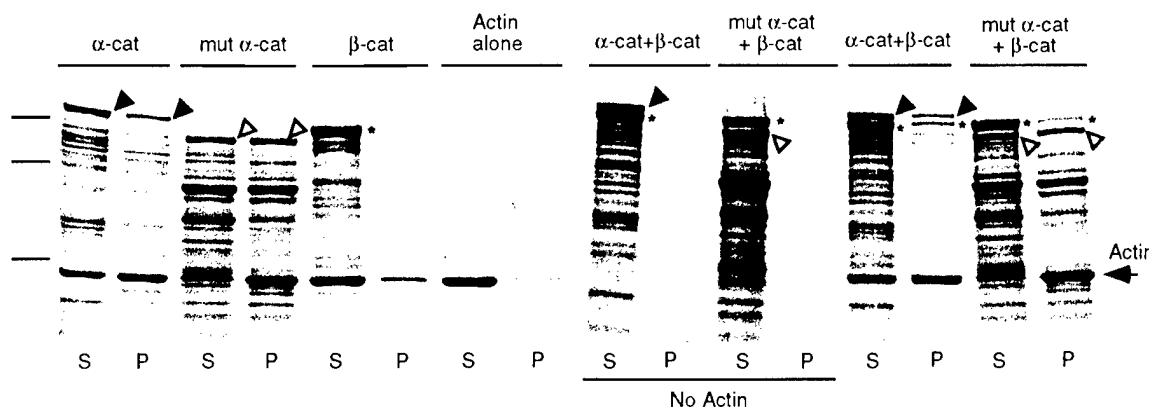 α-cat
mut α-cat
β-cat
Actin
alone
α-cat+β-cat
mut α-cat
+ β-cat
α-cat+β-cat
mut α-cat
+ β-cat
*
*
*
*
*
*
*
Actin
S P S P S P S P S P S P S P S P
No Actin